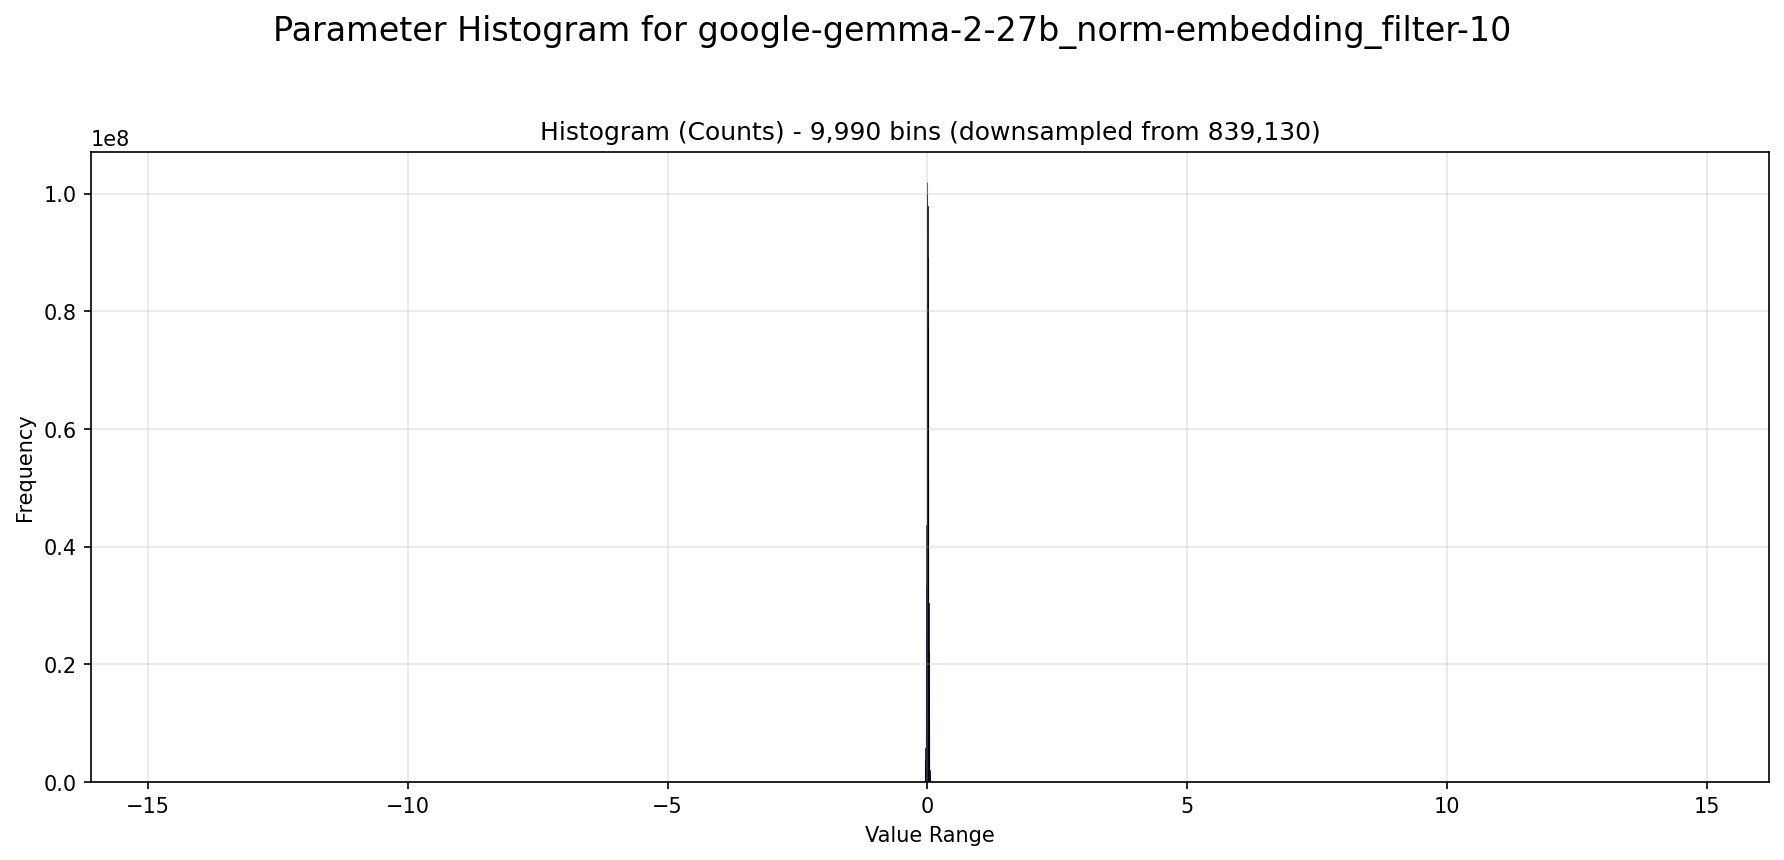 Parameter Histogram for google-gemma-2-27b_norm-embedding_filter-10
Histogram (Counts) - 9,990 bins (downsampled from 839,130)
1e8
1.0
0.8
0.6
0.4
0.2
0.0
Frequency
−15
−10
−5
0
5
10
15
Value Range